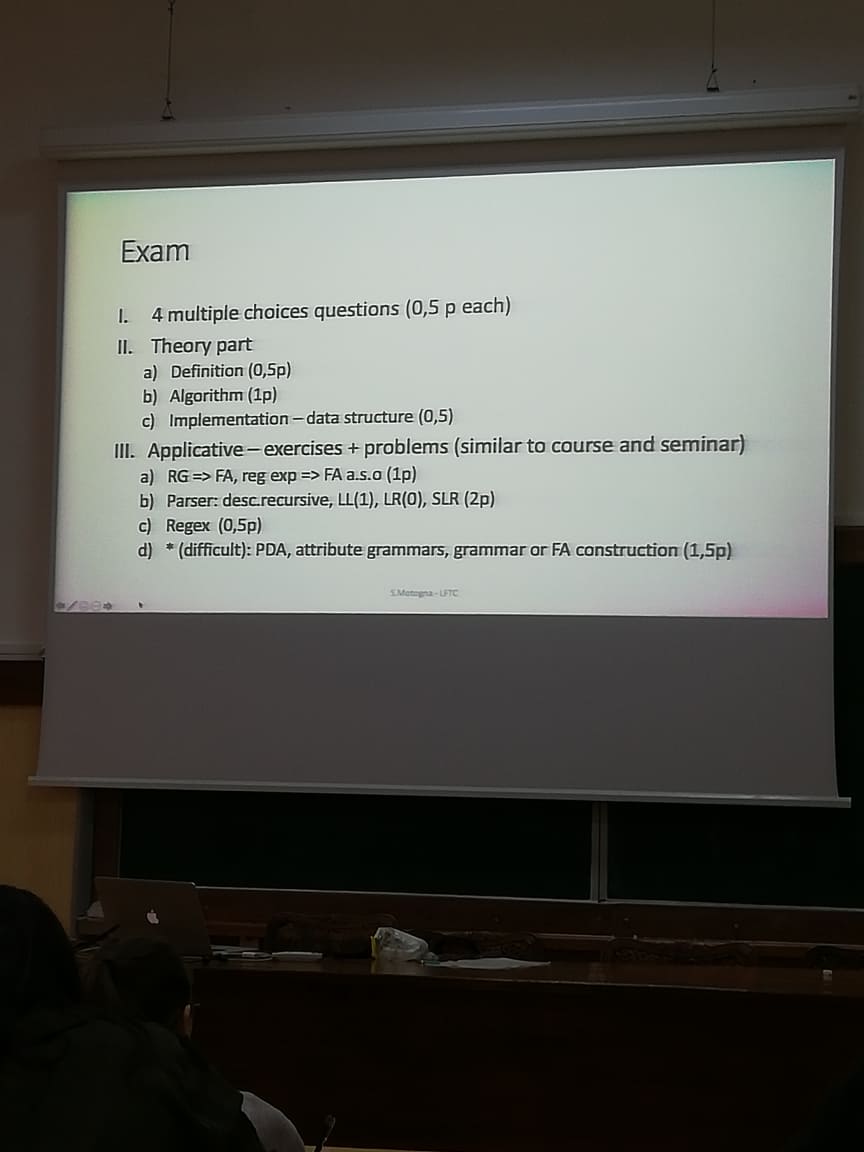 Exam
I. 4 multiple choices questions (0,5 p each)
II. Theory part
a) Definition (0,5p)
b) Algorithm (1p)
c) Implementation – data structure (0,5)
III. Applicative – exercises + problems (similar to course and seminar)
a) RG => FA, reg exp => FA a.s.o (1p)
b) Parser: desc.recursive, LL(1), LR(0), SLR (2p)
c) Regex (0,5p)
d) * (difficult): PDA, attribute grammars, grammar or FA construction (1,5p)
S.Motogna - LFTC